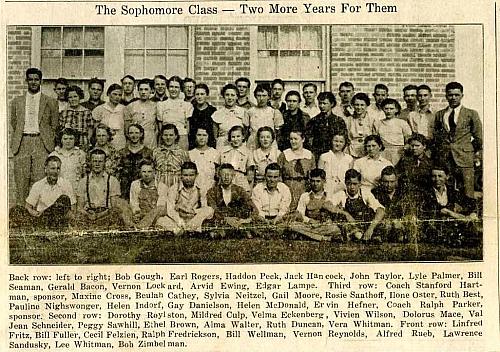 The Sophomore Class — Two More Years For Them
Back row: left to right; Bob Gough, Earl Rogers, Haddon Peck, Jack Hancock, John Taylor, Lyle Palmer, Bill
Seaman, Gerald Bacon, Vernon Lockard, Arvid Ewing, Edgar Lampe. Third row: Coach Stanford Hart-
man, sponsor, Maxine Cross, Beulah Cathey, Sylvia Neitzel, Gail Moore, Rosie Saathoff, Ilone Oster, Ruth Best,
Pauline Nighswonger, Helen Indorf, Gay Danielson, Helen McDonald, Ervin Hefner, Coach Ralph Parker,
sponsor. Second row: Dorothy Royston, Mildred Culp, Velma Eckenberg, Vivien Wilson, Dolorus Mace, Val
Jean Schneider, Peggy Sawhill, Ethel Brown, Alma Walter, Ruth Duncan, Vera Whitman. Front row: Linfred
Fritz, Bill Fuller, Cecil Felzien, Ralph Fredrickson, Bill Wellman, Vernon Reynolds, Alfred Rueb, Lawrence
Sandusky, Lee Whitman, Bob Zimbelman.